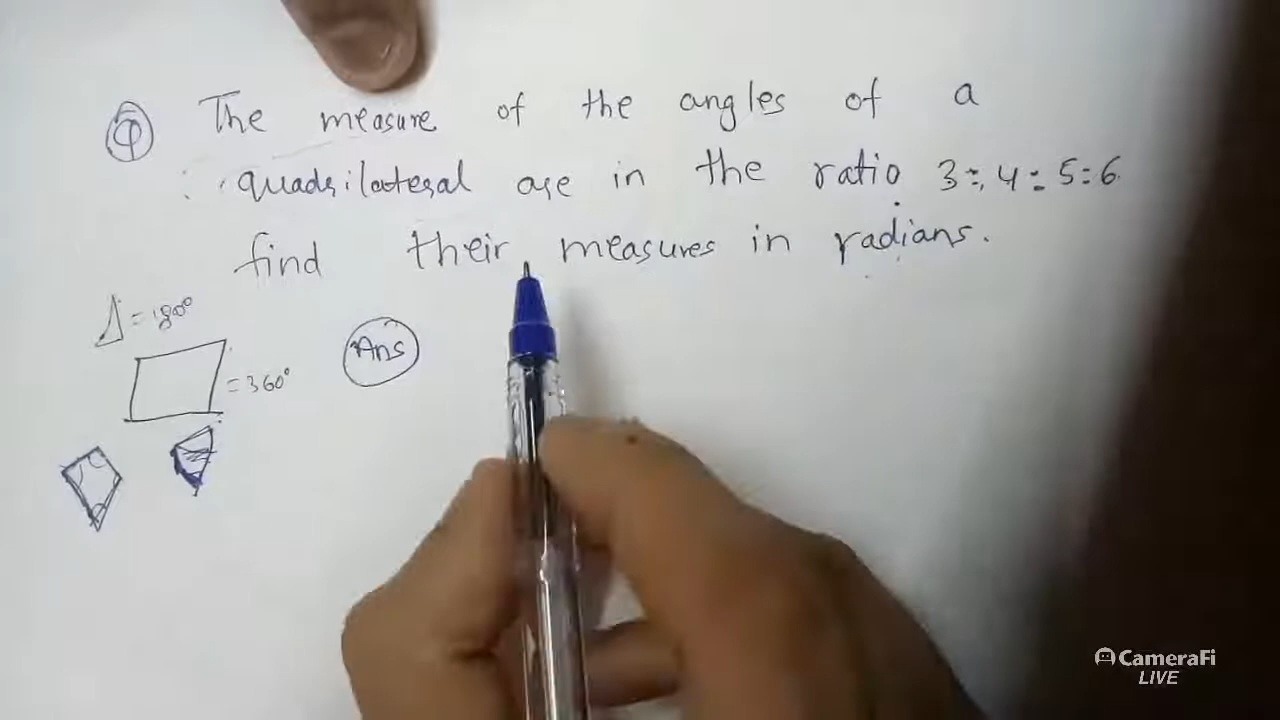 Q The measure of the angles of a
quadrilateral are in the ratio 3:4:5:6
find their measures in radians.
= 180°
= 360°
Ans
CameraFi
LIVE